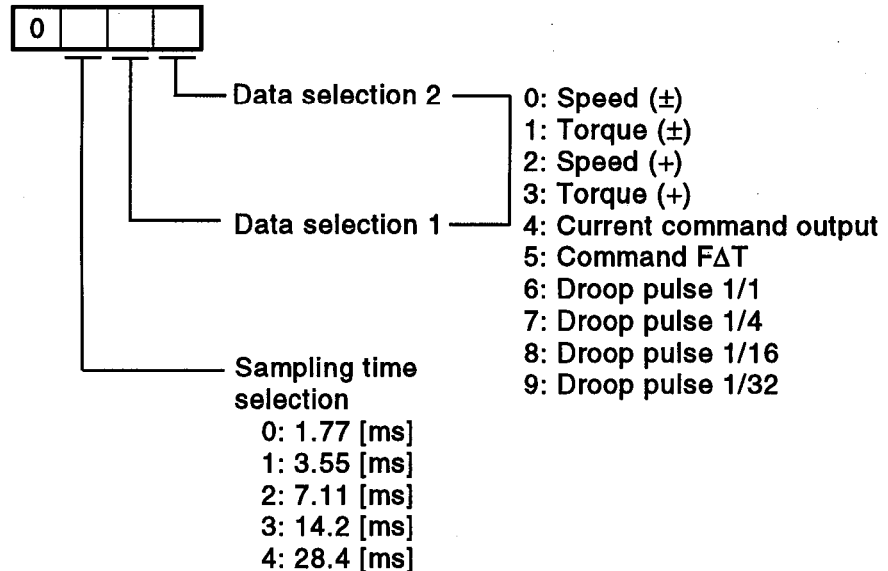 0
Data selection 2
0: Speed (±)
1: Torque (±)
2: Speed (+)
3: Torque (+)
Data selection 1
4: Current command output
5: Command F∆T
6: Droop pulse 1/1
7: Droop pulse 1/4
8: Droop pulse 1/16
9: Droop pulse 1/32
Sampling time
selection
0: 1.77 [ms]
1: 3.55 [ms]
2: 7.11 [ms]
3: 14.2 [ms]
4: 28.4 [ms]